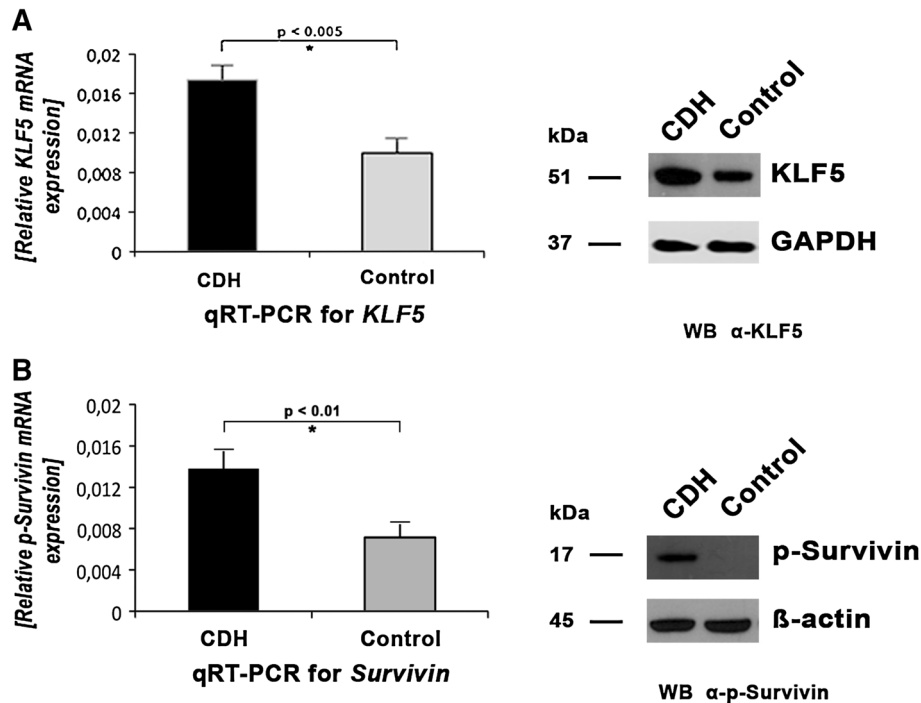 A
[Relative KLF5 mRNA
expression]
0,02
0,016
0,012
0,008
0,004
0
p < 0.005
*
CDH
Control
qRT-PCR for KLF5
CDH
Control
kDa
51
KLF5
37
GAPDH
WB α-KLF5
B
[Relative p-Survivin mRNA
expression]
0,02
0,016
0,012
0,008
0,004
0
p < 0.01
*
CDH
Control
qRT-PCR for Survivin
CDH
Control
kDa
17
p-Survivin
45
ß-actin
WB α-p-Survivin